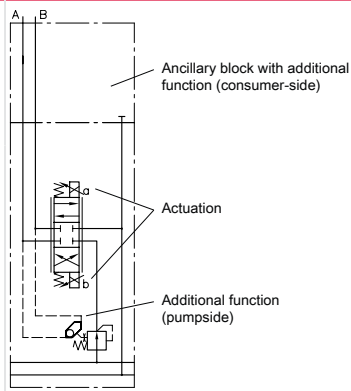 A B
Ancillary block with additional
function (consumer-side)
a
Actuation
b
Additional function
(pumpside)